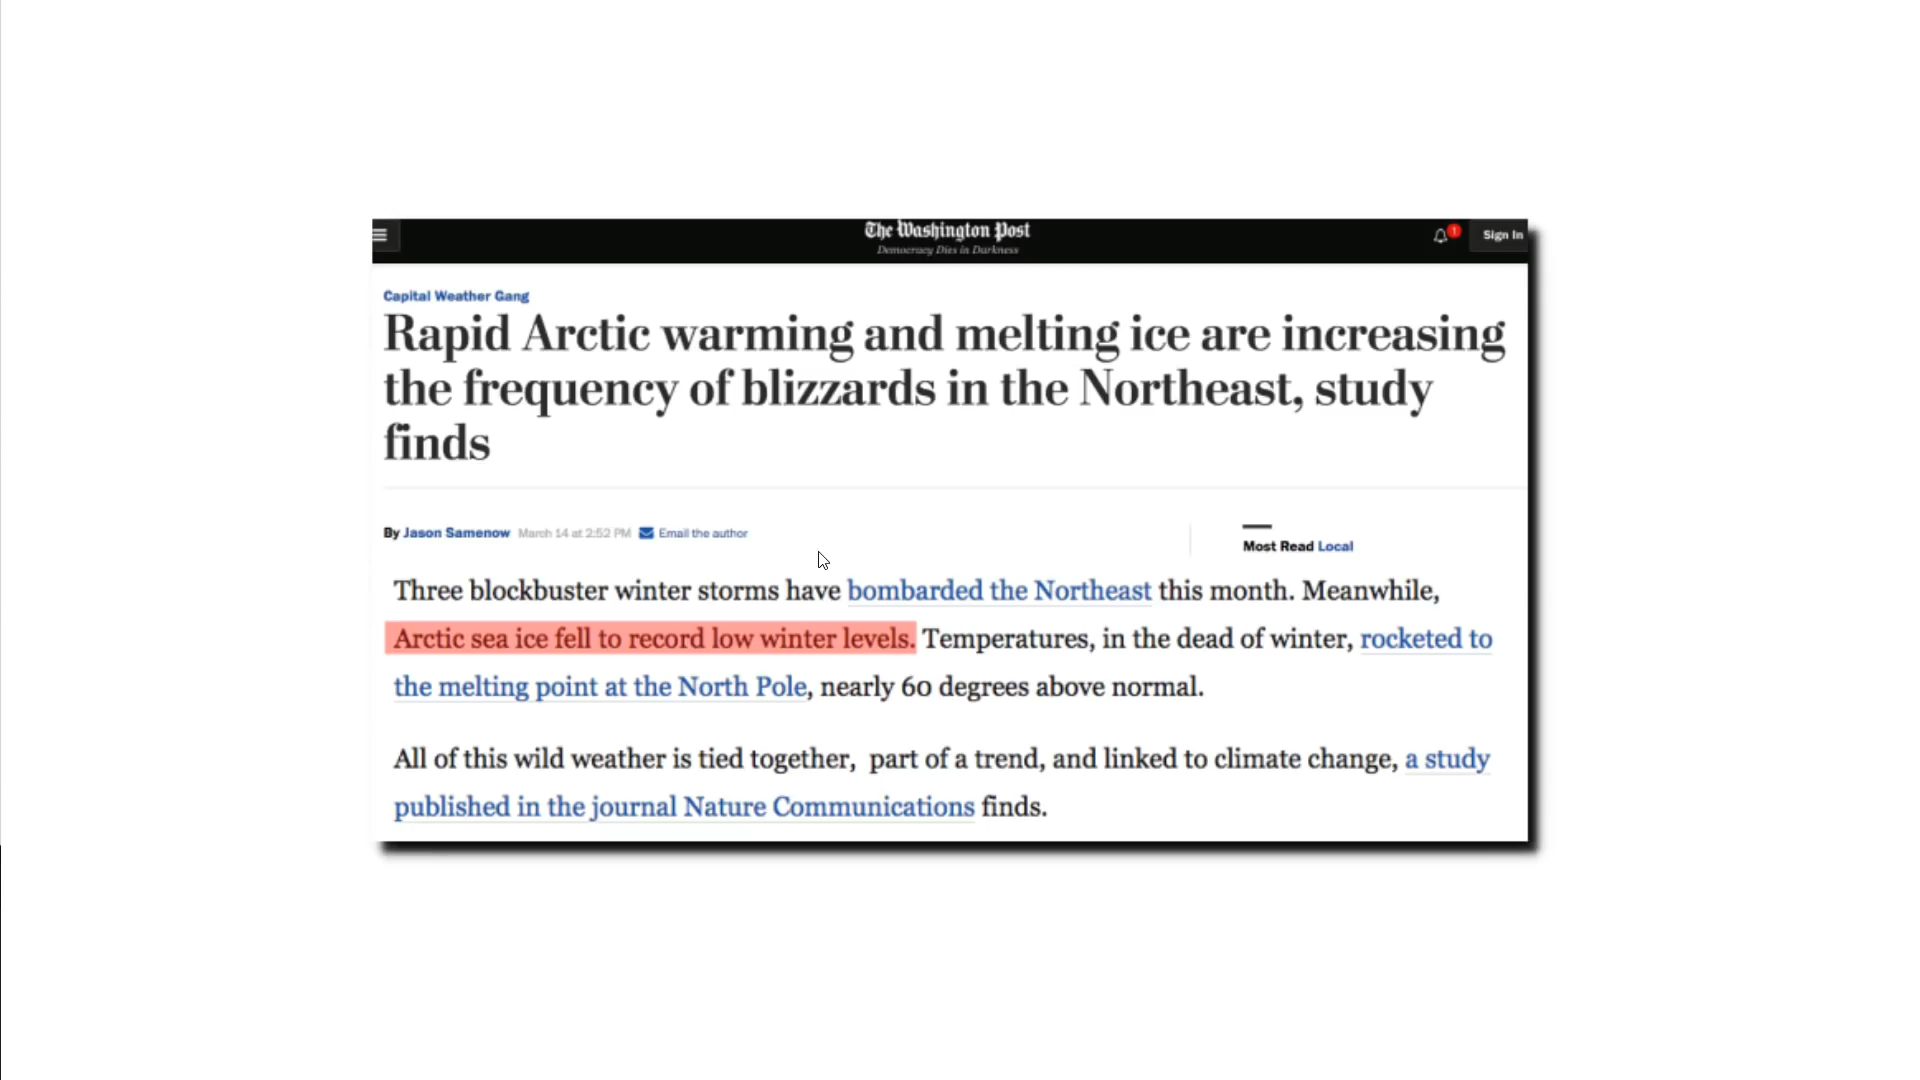 The Washington Post
Democracy Dies in Darkness
1
Sign In
Capital Weather Gang
Rapid Arctic warming and melting ice are increasing
the frequency of blizzards in the Northeast, study
finds
By Jason Samenow March 14 at 2:52 PM Email the author
Most Read Local
Three blockbuster winter storms have bombarded the Northeast this month. Meanwhile,
Arctic sea ice fell to record low winter levels. Temperatures, in the dead of winter, rocketed to
the melting point at the North Pole, nearly 60 degrees above normal.
All of this wild weather is tied together, part of a trend, and linked to climate change, a study
published in the journal Nature Communications finds.